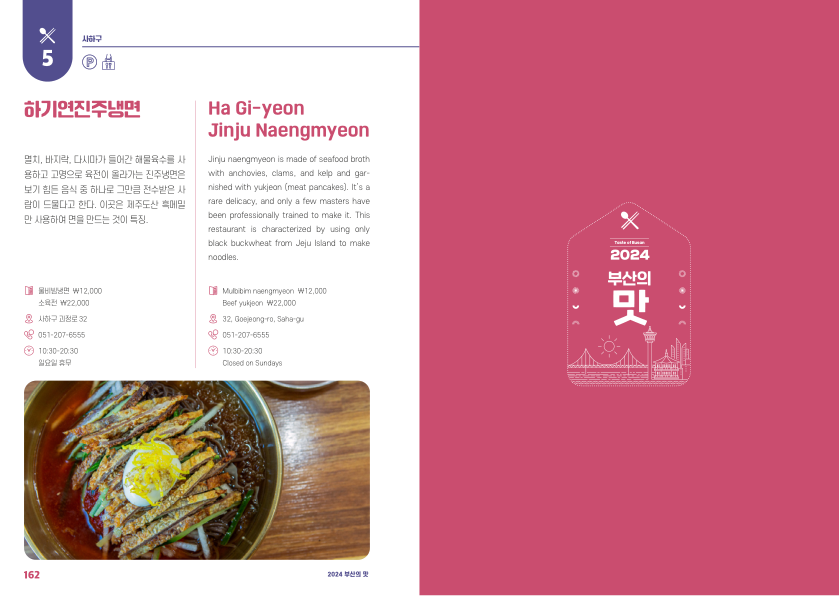 5
사하구
P
하기연진주냉면
멸치, 바지락, 다시마가 들어간 해물육수를 사
용하고 고명으로 육전이 올라가는 진주냉면은
보기 힘든 음식 중 하나로 그만큼 전수받은 사
람이 드물다고 한다. 이곳은 제주도산 흑메밀
만 사용하여 면을 만드는 것이 특징.
물비빔냉면 ₩12,000
소육전 ₩22,000
사하구 괴정로 32
051-207-6555
10:30-20:30
일요일 휴무
Ha Gi-yeon
Jinju Naengmyeon
Jinju naengmyeon is made of seafood broth
with anchovies, clams, and kelp and gar-
nished with yukjeon (meat pancakes). It's a
rare delicacy, and only a few masters have
been professionally trained to make it. This
restaurant is characterized by using only
black buckwheat from Jeju Island to make
noodles.
Mulbibim naengmyeon ₩12,000
Beef yukjeon ₩22,000
32, Goejeong-ro, Saha-gu
051-207-6555
10:30-20:30
Closed on Sundays
162
2024 부산의 맛
Taste of Busan
2024
부산의
맛